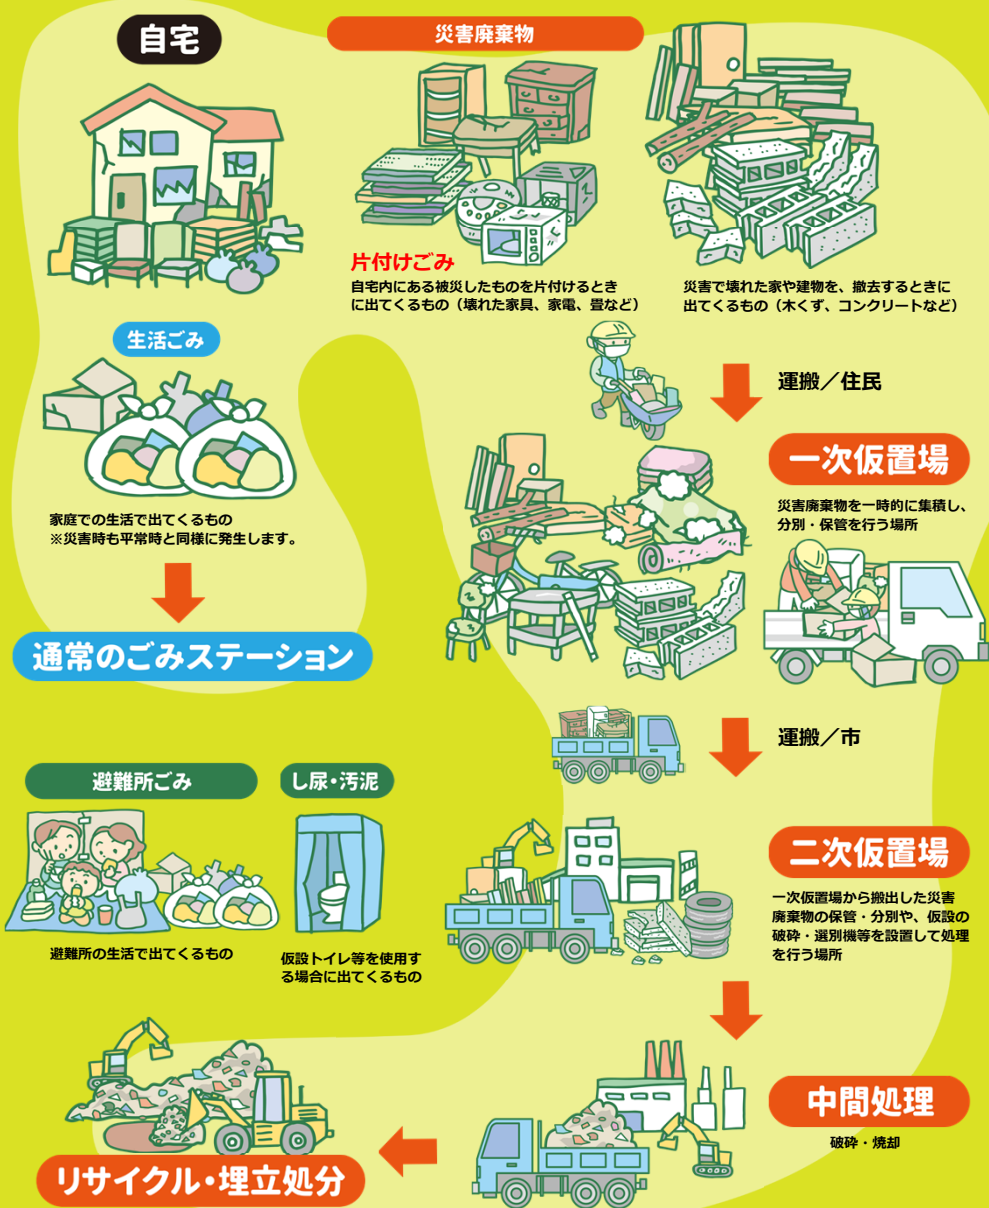 自宅
災害廃棄物
片付けごみ
自宅内にある被災したものを片付けるとき
に出てくるもの（壊れた家具、家電、畳など）
災害で壊れた家や建物を、撤去するときに
出てくるもの（木くず、コンクリートなど）
生活ごみ
家庭での生活で出てくるもの
※災害時も平常時と同様に発生します。
通常のごみステーション
運搬／住民
一次仮置場
災害廃棄物を一時的に集積し、
分別・保管を行う場所
運搬／市
避難所ごみ
避難所の生活で出てくるもの
し尿・汚泥
仮設トイレ等を使用す
る場合に出てくるもの
二次仮置場
一次仮置場から搬出した災害
廃棄物の保管・分別や、仮設の
破砕・選別機等を設置して処理
を行う場所
中間処理
破砕・焼却
リサイクル・埋立処分